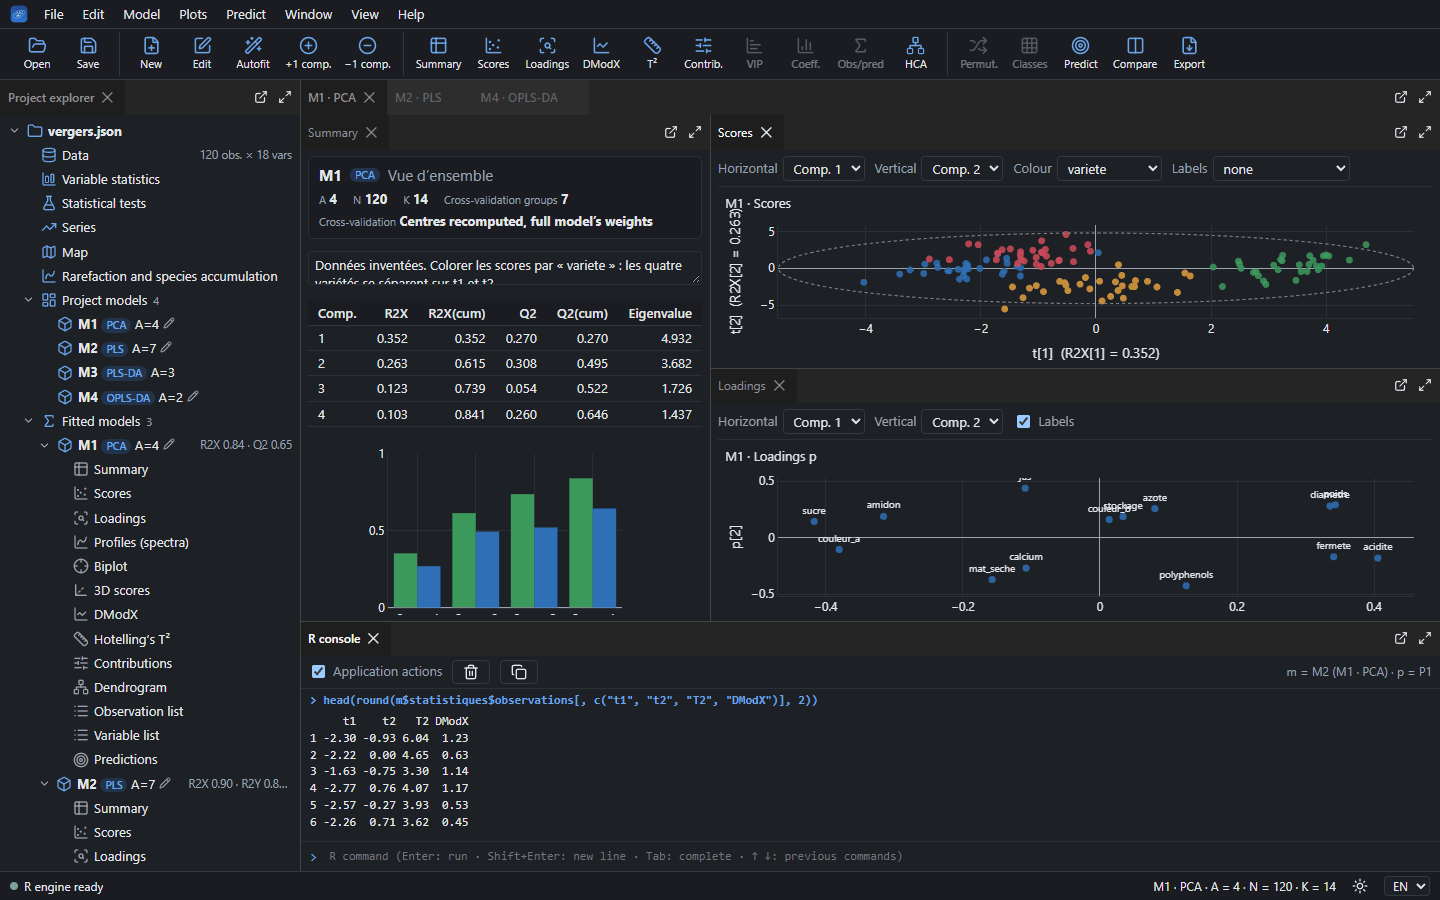 File Edit Model Plots Predict Window View Help
Open Save New Edit Autofit +1 comp. −1 comp. Summary Scores Loadings DModX T² Contrib. VIP Coeff. Obs/pred HCA Permut. Classes Predict Compare Export
Project explorer
vergers.json
Data 120 obs. × 18 vars
Variable statistics
Statistical tests
Series
Map
Rarefaction and species accumulation
Project models 4
M1 PCA A=4
M2 PLS A=7
M3 PLS-DA A=3
M4 OPLS-DA A=2
Fitted models 3
M1 PCA A=4 R2X 0.84 · Q2 0.65
Summary
Scores
Loadings
Profiles (spectra)
Biplot
3D scores
DModX
Hotelling's T²
Contributions
Dendrogram
Observation list
Variable list
Predictions
M2 PLS A=7 R2X 0.90 · R2Y 0.8...
Summary
Scores
Loadings
M1 · PCA M2 · PLS M4 · OPLS-DA
Summary
M1 PCA Vue d'ensemble
A 4 N 120 K 14 Cross-validation groups 7
Cross-validation Centres recomputed, full model's weights
Données inventées. Colorer les scores par « variete » : les quatre
variétés se séparent sur t1 et t2
Comp. R2X R2X(cum) Q2 Q2(cum) Eigenvalue
1 0.352 0.352 0.270 0.270 4.932
2 0.263 0.615 0.308 0.495 3.682
3 0.123 0.739 0.054 0.522 1.726
4 0.103 0.841 0.260 0.646 1.437
1
0.5
0
Scores
Horizontal Comp. 1 Vertical Comp. 2 Colour variete Labels none
M1 · Scores
t[2] (R2X[2] = 0.263)
5
0
−5
−4 −2 0 2 4
t[1] (R2X[1] = 0.352)
Loadings
Horizontal Comp. 1 Vertical Comp. 2 Labels
M1 · Loadings p
p[2]
0.5
0
−0.5
jus
azote
diametre
poids
amidon
stockage
couleur_b
sucre
couleur_a
fermete
acidite
calcium
mat_seche
polyphenols
−0.4 −0.2 0 0.2 0.4
R console
Application actions m = M2 (M1 · PCA) · p = P1
> head(round(m$statistiques$observations[, c("t1", "t2", "T2", "DModX")], 2))
t1 t2 T2 DModX
1 -2.30 -0.93 6.04 1.23
2 -2.22 0.00 4.65 0.63
3 -1.63 -0.75 3.30 1.14
4 -2.77 0.76 4.07 1.17
5 -2.57 -0.27 3.93 0.53
6 -2.26 0.71 3.62 0.45
> R command (Enter: run · Shift+Enter: new line · Tab: complete · ↑ ↓: previous commands)
R engine ready M1 · PCA · A = 4 · N = 120 · K = 14 EN